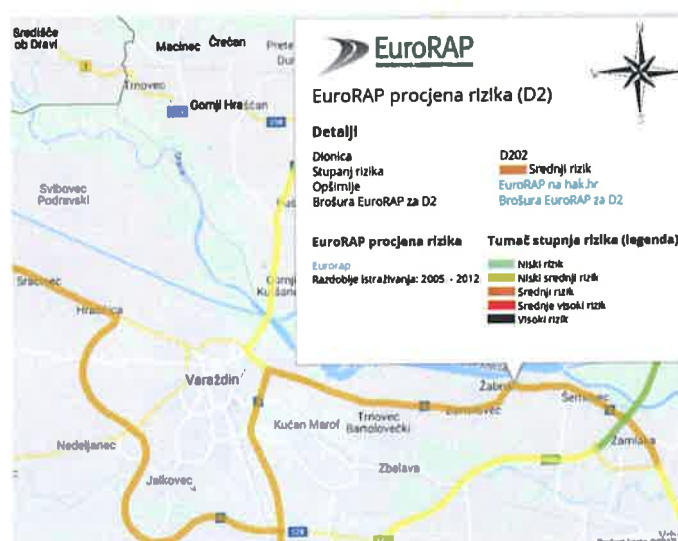 Središće
ob Dravi
Macinec
Črečan
Trnovec
Gornji Hrašćan
Svibovec
Podravski
EuroRAP
EuroRAP procjena rizika (D2)
Detalji
Dionica D202
Stupanj rizika Srednji rizik
Opširnije EuroRAP na hak.hr
Brošura EuroRAP za D2 Brošura EuroRAP za D2
EuroRAP procjena rizika
Tumač stupnja rizika (legenda)
Eurorap
Razdoblje istraživanja: 2005. - 2012
Niski rizik
Niski srednji rizik
Srednji rizik
Srednje visoki rizik
Visoki rizik
Sračinec
Hrašćica
Varaždin
Kućan Marof
Trnovec
Bartolovečki
Nedeljanec
Jalkovec
Zbelava
Šemovec
Zamlaka